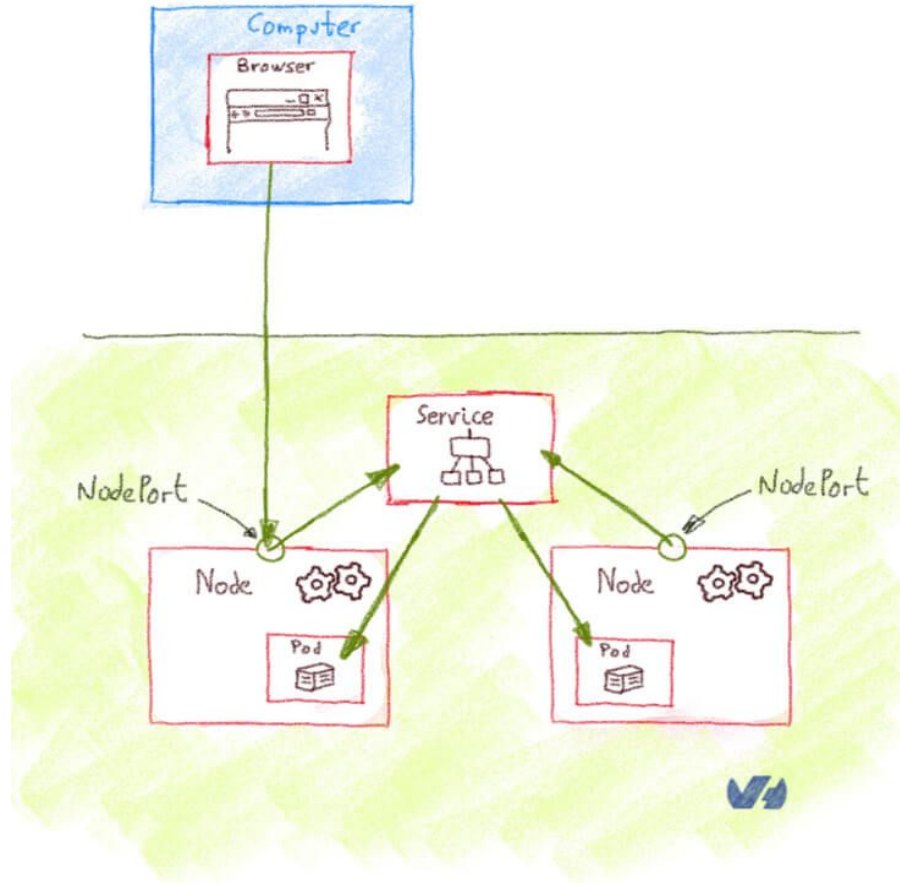 Computer
Browser
Service
NodePort
NodePort
Node
Node
Pod
Pod